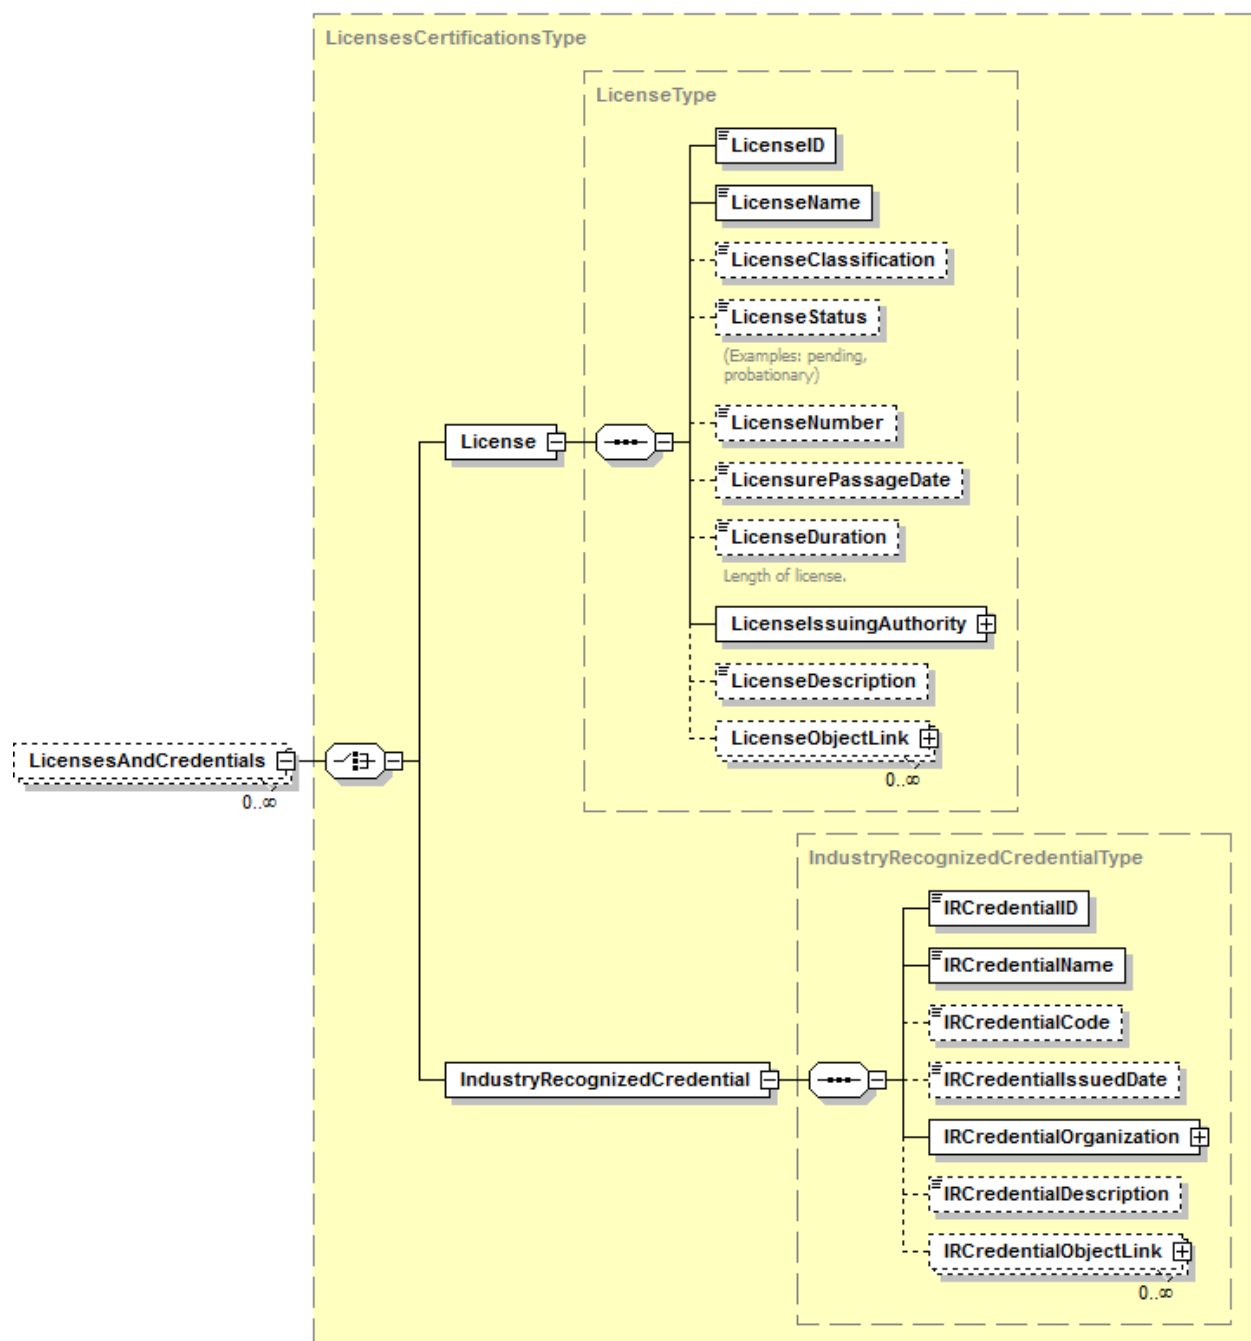 LicensesCertificationsType
LicenseType
LicenseID
LicenseName
LicenseClassification
LicenseStatus
(Examples: pending,
probationary)
LicenseNumber
License
LicensurePassageDate
LicenseDuration
Length of license.
LicenseIssuingAuthority
LicenseDescription
LicenseObjectLink
0..∞
LicensesAndCredentials
0..∞
IndustryRecognizedCredentialType
IRCredentialID
IRCredentialName
IRCredentialCode
IndustryRecognizedCredential
IRCredentialIssuedDate
IRCredentialOrganization
IRCredentialDescription
IRCredentialObjectLink
0..∞